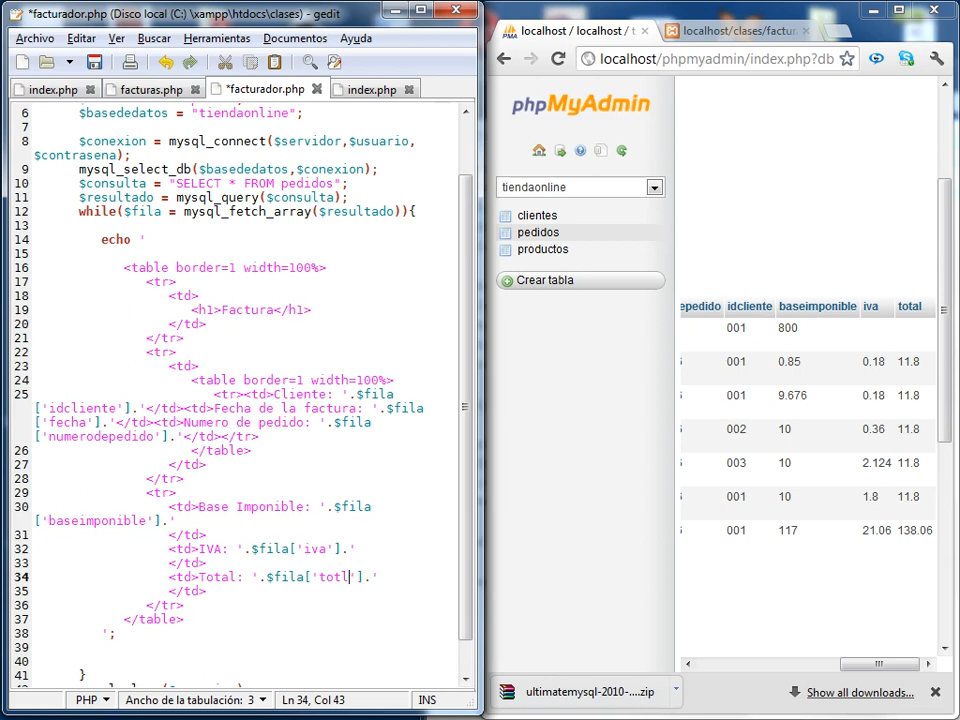 *facturador.php (Disco local (C:) \xampp\htdocs\clases) - gedit
Archivo Editar Ver Buscar Herramientas Documentos Ayuda
index.php facturas.php *facturador.php index.php
6 $basededatos = "tiendaonline";
7
8 $conexion = mysql_connect($servidor,$usuario,
$contrasena);
9 mysql_select_db($basededatos,$conexion);
10 $consulta = "SELECT * FROM pedidos";
11 $resultado = mysql_query($consulta);
12 while($fila = mysql_fetch_array($resultado)){
13
14 echo '
15
16 <table border=1 width=100%>
17 <tr>
18 <td>
19 <h1>Factura</h1>
20 </td>
21 </tr>
22 <tr>
23 <td>
24 <table border=1 width=100%>
25 <tr><td>Cliente: '.$fila
['idcliente'].'</td><td>Fecha de la factura: '.$fila
['fecha'].'</td><td>Numero de pedido: '.$fila
['numerodepedido'].'</td></tr>
26 </table>
27 </td>
28 </tr>
29 <tr>
30 <td>Base Imponible: '.$fila
['baseimponible'].'
31 </td>
32 <td>IVA: '.$fila['iva'].'
33 </td>
34 <td>Total: '.$fila['totl'].'
35 </td>
36 </tr>
37 </table>
38 ';
39
40
41 }
PHP Ancho de la tabulación: 3 Ln 34, Col 43 INS
localhost / localhost / t localhost/clases/factur
localhost/phpmyadmin/index.php?db
phpMyAdmin
tiendaonline
clientes
pedidos
productos
Crear tabla
epedido idcliente baseimponible iva total
001 800
001 0.85 0.18 11.8
001 9.676 0.18 11.8
002 10 0.36 11.8
003 10 2.124 11.8
001 10 1.8 11.8
001 117 21.06 138.06
ultimatemysql-2010-....zip Show all downloads...